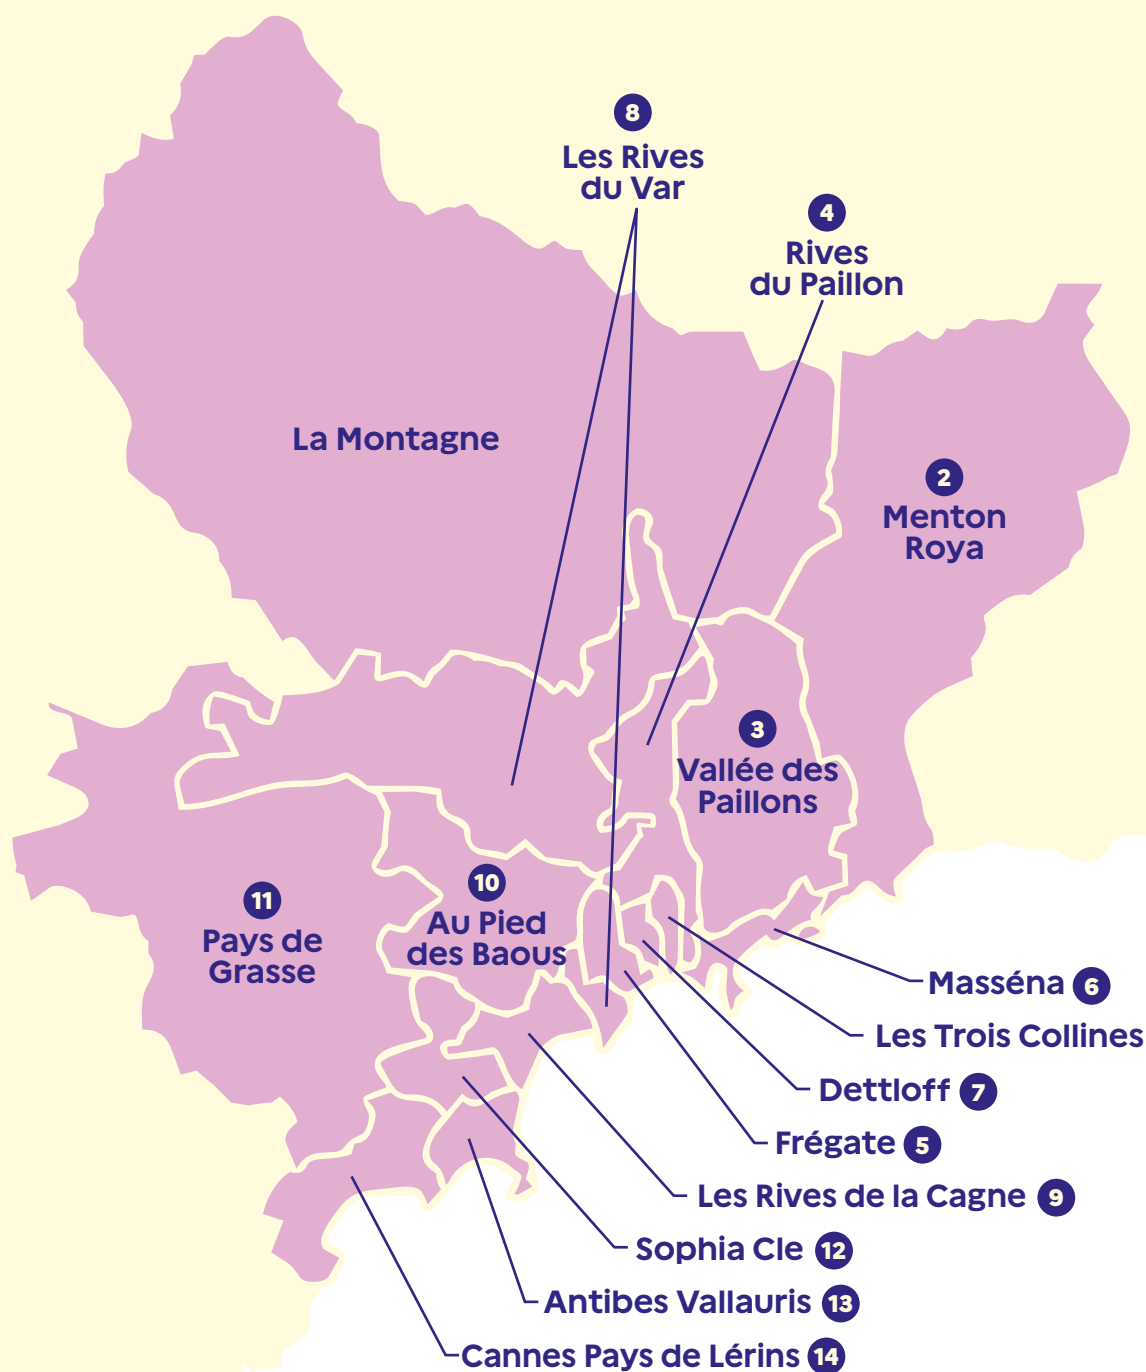 8
Les Rives
du Var
4
Rives
du Paillon
La Montagne
2
Menton
Roya
3
Vallée des
Paillons
10
Au Pied
des Baous
11
Pays de
Grasse
Masséna 6
Les Trois Collines
Dettloff 7
Frégate 5
Les Rives de la Cagne 9
Sophia Cle 12
Antibes Vallauris 13
Cannes Pays de Lérins 14